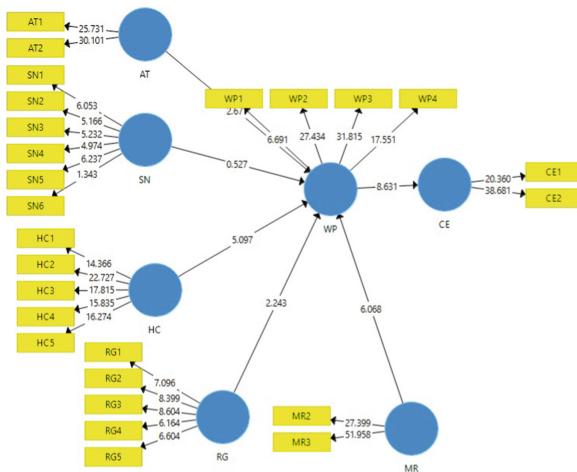 AT1
25.731
AT2
30.101
AT
SN1
6.053
SN2
5.166
SN3
5.232
SN4
4.974
SN5
6.237
SN6
1.343
SN
WP1
WP2
WP3
WP4
2.67
6.691
27.434
31.815
17.551
0.527
WP
8.631
CE
20.360
CE1
38.681
CE2
HC1
14.366
HC2
22.727
HC3
17.815
HC4
15.835
HC5
16.274
HC
5.097
2.243
6.068
RG1
7.096
RG2
8.399
RG3
8.604
RG4
6.164
RG5
6.604
RG
MR2
27.399
MR3
51.958
MR